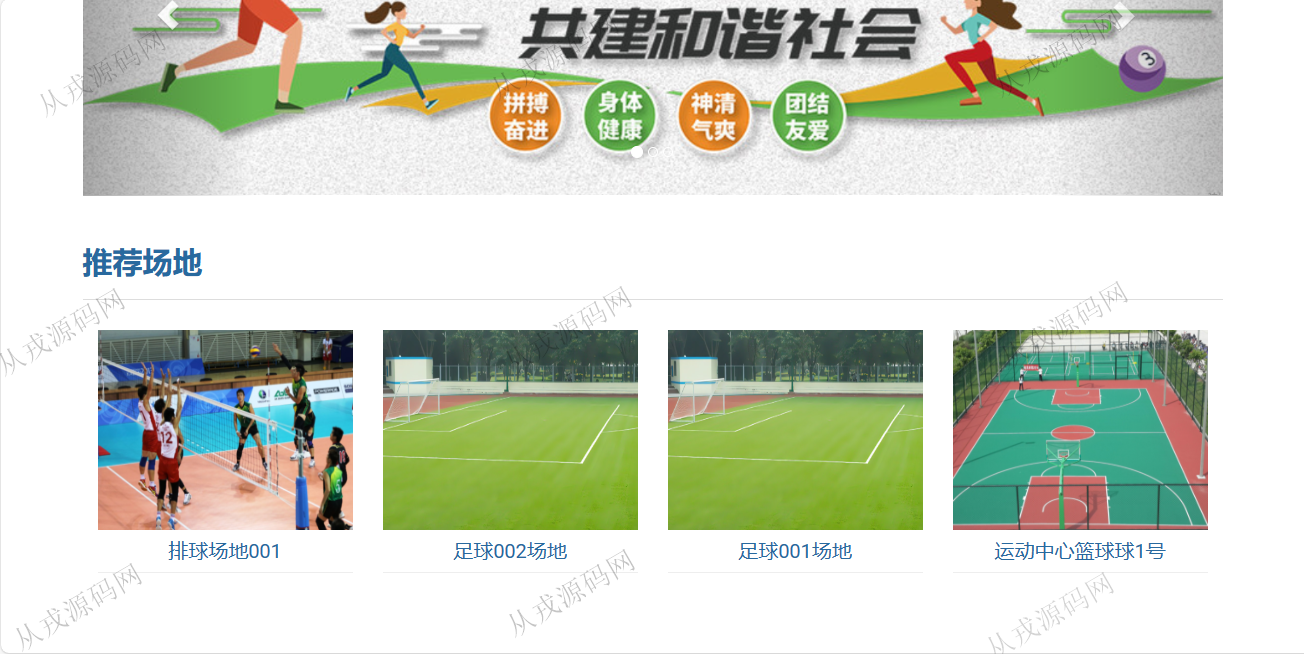 共建和谐社会
拼搏
奋进
身体
健康
神清
气爽
团结
友爱
3
推荐场地
12
排球场地001
足球002场地
足球001场地
运动中心篮球球1号
从戎源码网
从戎源码网
从戎源码网
从戎源码网
从戎源码网
从戎源码网
从戎源码网
从戎源码网
从戎源码网